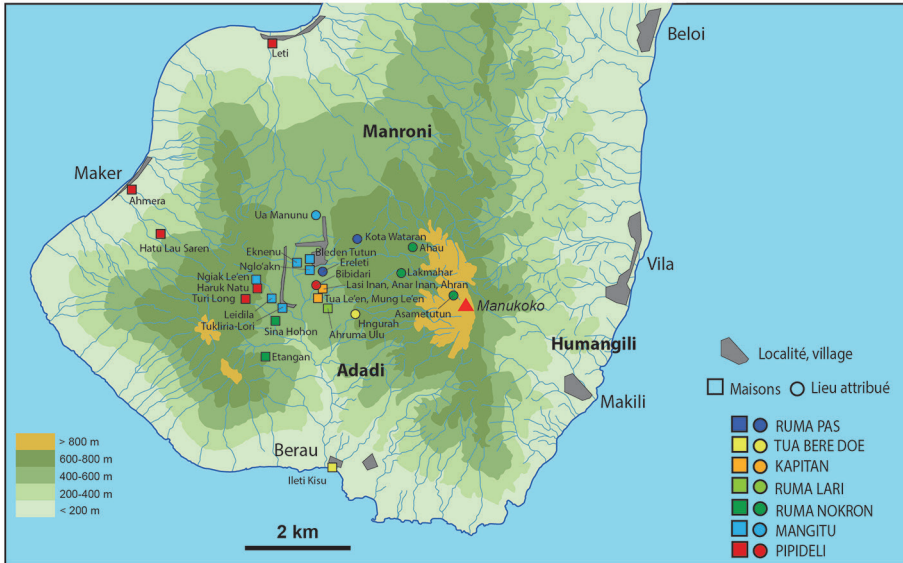 Beloi
Leti
Manroni
Maker
Ahmera
Ua Manunu
Kota Wataran
Hatu Lau Saren
Eknenu
Bleden Tutun
Ahau
Ereleti
Nglo'akn
Bibidari
Lakmahar
Vila
Ngiak Le'en
Haruk Natu
Lasi Inan, Anar Inan, Ahran
Turi Long
Tua Le'en, Mung Le'en
Manukoko
Leidila
Asametutun
Tukliria-Lori
Hngurah
Sina Hohon
Ahruma Ulu
Humangili
Etangan
Adadi
Makili
Berau
Ileti Kisu
Localité, village
Maisons
Lieu attribué
RUMA PAS
TUA BERE DOE
KAPITAN
RUMA LARI
RUMA NOKRON
MANGITU
PIPIDELI
> 800 m
600-800 m
400-600 m
200-400 m
< 200 m
2 km